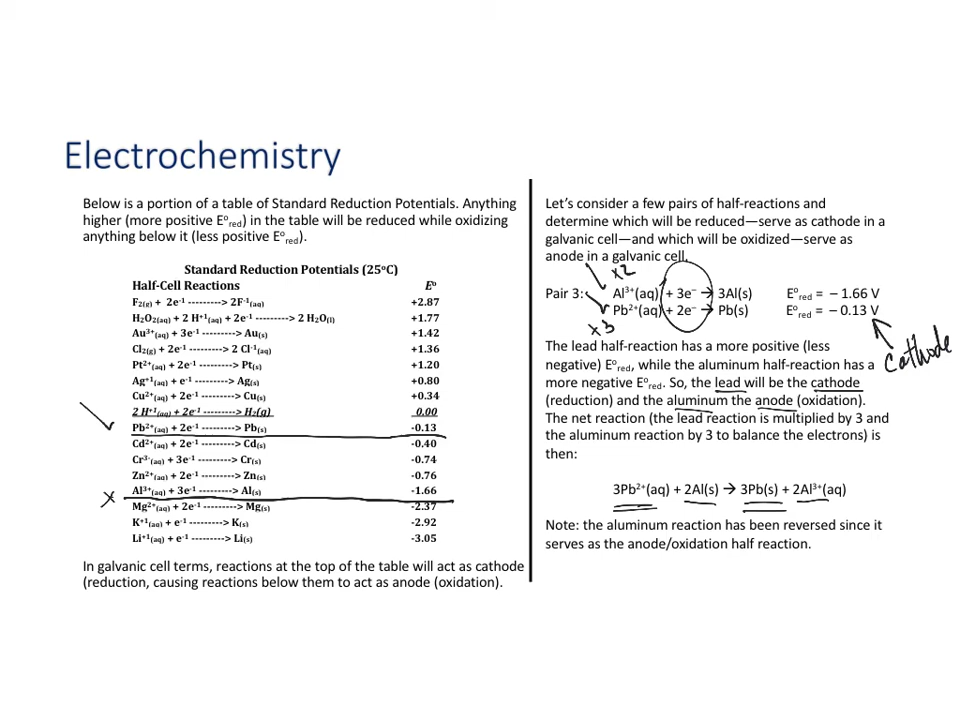 Electrochemistry
Below is a portion of a table of Standard Reduction Potentials. Anything
higher (more positive E°red) in the table will be reduced while oxidizing
anything below it (less positive E°red).
Standard Reduction Potentials (25°C)
Half-Cell Reactions E°
F2(g) + 2e-1 ---------> 2F-1(aq) +2.87
H2O2(aq) + 2 H+1(aq) + 2e-1 ---------> 2 H2O(l) +1.77
Au3+(aq) + 3e-1 ---------> Au(s) +1.42
Cl2(g) + 2e-1 ---------> 2 Cl-1(aq) +1.36
Pt2+(aq) + 2e-1 ---------> Pt(s) +1.20
Ag+1(aq) + e-1 ---------> Ag(s) +0.80
Cu2+(aq) + 2e-1 ---------> Cu(s) +0.34
2 H+1(aq) + 2e-1 ---------> H2(g) 0.00
Pb2+(aq) + 2e-1 ---------> Pb(s) -0.13
Cd2+(aq) + 2e-1 ---------> Cd(s) -0.40
Cr3-(aq) + 3e-1 ---------> Cr(s) -0.74
Zn2+(aq) + 2e-1 ---------> Zn(s) -0.76
Al3+(aq) + 3e-1 ---------> Al(s) -1.66
Mg2+(aq) + 2e-1 ---------> Mg(s) -2.37
K+1(aq) + e-1 ---------> K(s) -2.92
Li+1(aq) + e-1 ---------> Li(s) -3.05
In galvanic cell terms, reactions at the top of the table will act as cathode
(reduction, causing reactions below them to act as anode (oxidation).
Let's consider a few pairs of half-reactions and
determine which will be reduced—serve as cathode in a
galvanic cell—and which will be oxidized—serve as
anode in a galvanic cell.
x2
Pair 3: Al3+(aq) + 3e– → 3Al(s) E°red = – 1.66 V
Pb2+(aq) + 2e– → Pb(s) E°red = – 0.13 V
x3
Cathode
The lead half-reaction has a more positive (less
negative) E°red, while the aluminum half-reaction has a
more negative E°red. So, the lead will be the cathode
(reduction) and the aluminum the anode (oxidation).
The net reaction (the lead reaction is multiplied by 3 and
the aluminum reaction by 3 to balance the electrons) is
then:
3Pb2+(aq) + 2Al(s) → 3Pb(s) + 2Al3+(aq)
Note: the aluminum reaction has been reversed since it
serves as the anode/oxidation half reaction.